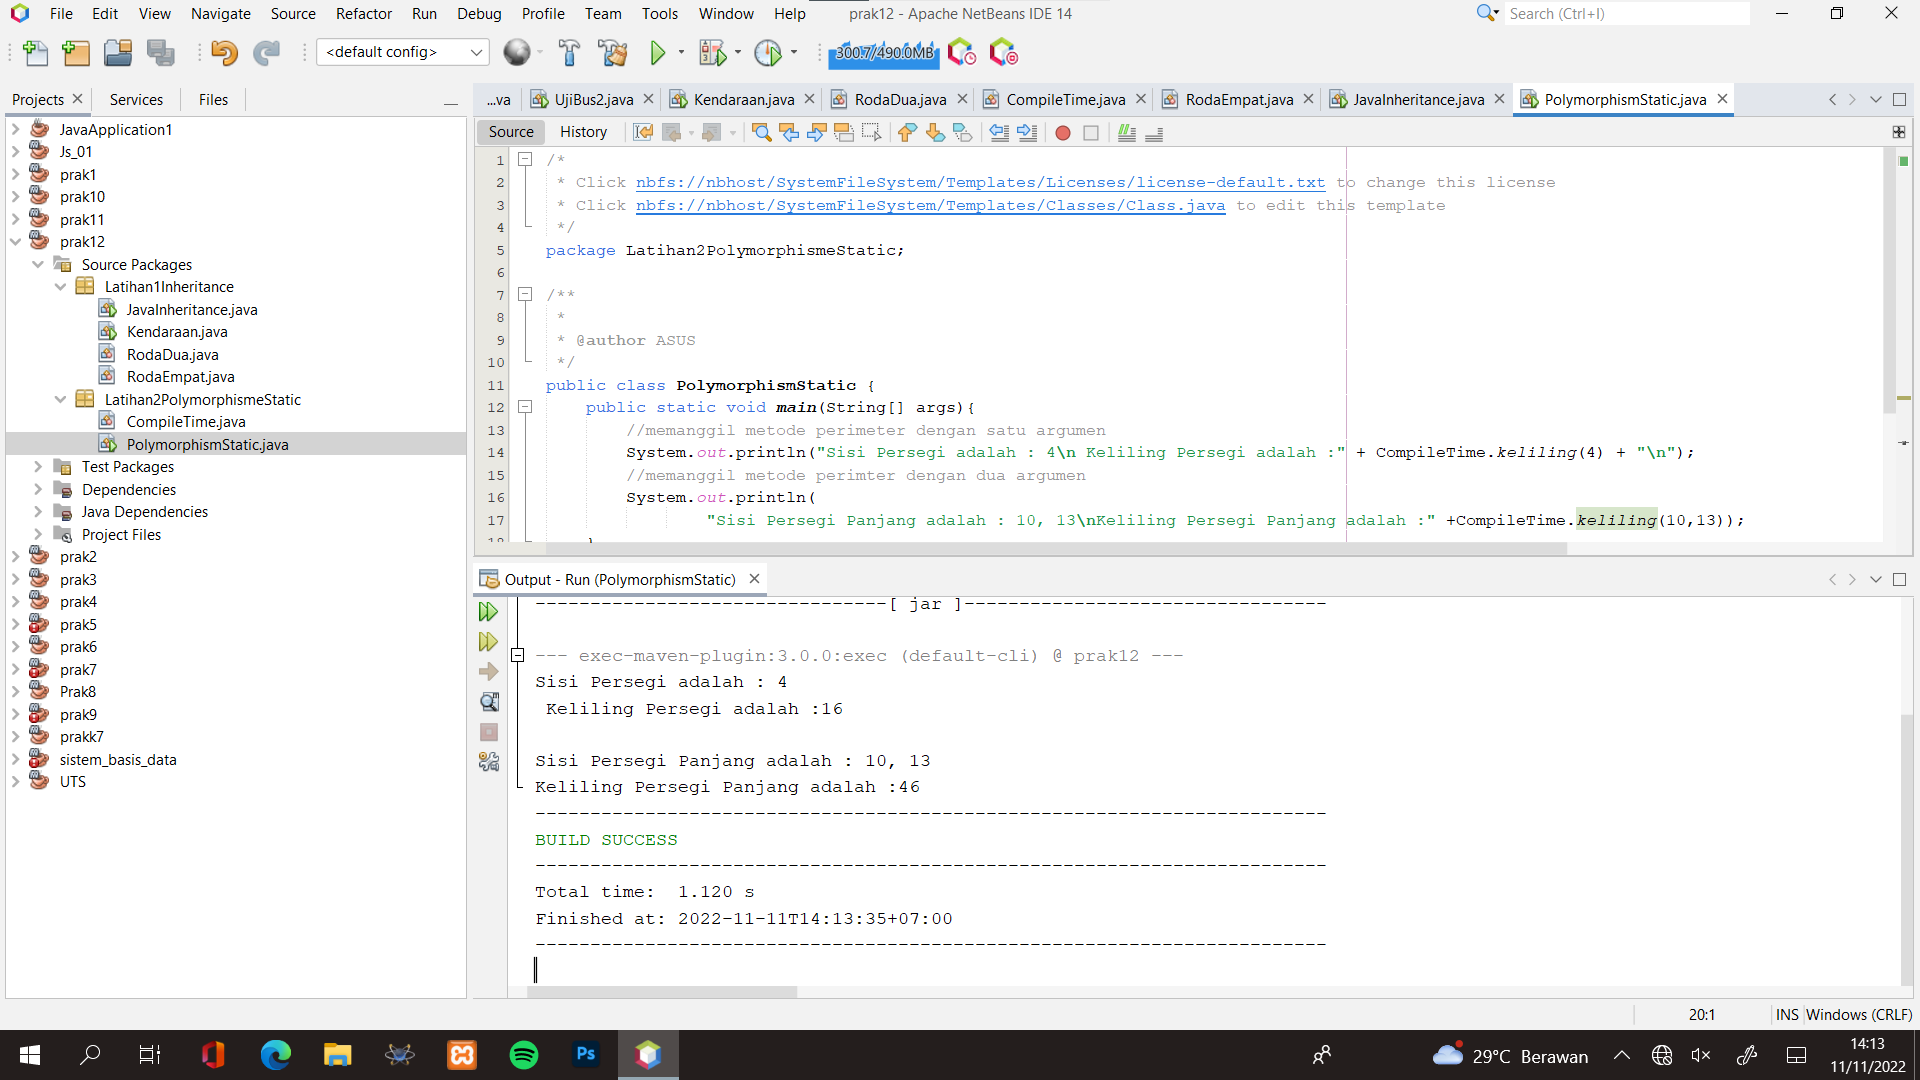 File Edit View Navigate Source Refactor Run Debug Profile Team Tools Window Help prak12 - Apache NetBeans IDE 14 Search (Ctrl+I)
<default config> 300.7/490.0MB
Projects Services Files
...va UjiBus2.java Kendaraan.java RodaDua.java CompileTime.java RodaEmpat.java JavaInheritance.java PolymorphismStatic.java
Source History
JavaApplication1
Js_01
prak1
prak10
prak11
prak12
Source Packages
Latihan1Inheritance
JavaInheritance.java
Kendaraan.java
RodaDua.java
RodaEmpat.java
Latihan2PolymorphismeStatic
CompileTime.java
PolymorphismStatic.java
Test Packages
Dependencies
Java Dependencies
Project Files
prak2
prak3
prak4
prak5
prak6
prak7
Prak8
prak9
prakk7
sistem_basis_data
UTS
1 /*
2 * Click nbfs://nbhost/SystemFileSystem/Templates/Licenses/license-default.txt to change this license
3 * Click nbfs://nbhost/SystemFileSystem/Templates/Classes/Class.java to edit this template
4 */
5 package Latihan2PolymorphismeStatic;
6
7 /**
8 *
9 * @author ASUS
10 */
11 public class PolymorphismStatic {
12 public static void main(String[] args){
13 //memanggil metode perimeter dengan satu argumen
14 System.out.println("Sisi Persegi adalah : 4\n Keliling Persegi adalah :" + CompileTime.keliling(4) + "\n");
15 //memanggil metode perimter dengan dua argumen
16 System.out.println(
17 "Sisi Persegi Panjang adalah : 10, 13\nKeliling Persegi Panjang adalah :" +CompileTime.keliling(10,13));
18 }
Output - Run (PolymorphismStatic)
--------------------------------[ jar ]---------------------------------
--- exec-maven-plugin:3.0.0:exec (default-cli) @ prak12 ---
Sisi Persegi adalah : 4
 Keliling Persegi adalah :16
Sisi Persegi Panjang adalah : 10, 13
Keliling Persegi Panjang adalah :46
------------------------------------------------------------------------
BUILD SUCCESS
------------------------------------------------------------------------
Total time:  1.120 s
Finished at: 2022-11-11T14:13:35+07:00
------------------------------------------------------------------------
20:1 INS Windows (CRLF)
Ps 29°C Berawan 14:13
11/11/2022